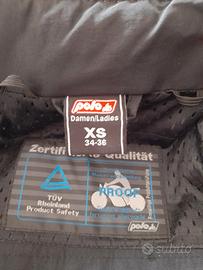 polo
Damen/Ladies
XS
34-36
Zertifizierte Qualität
TÜV
Rheinland
Product Safety
PROOF
polo
subito